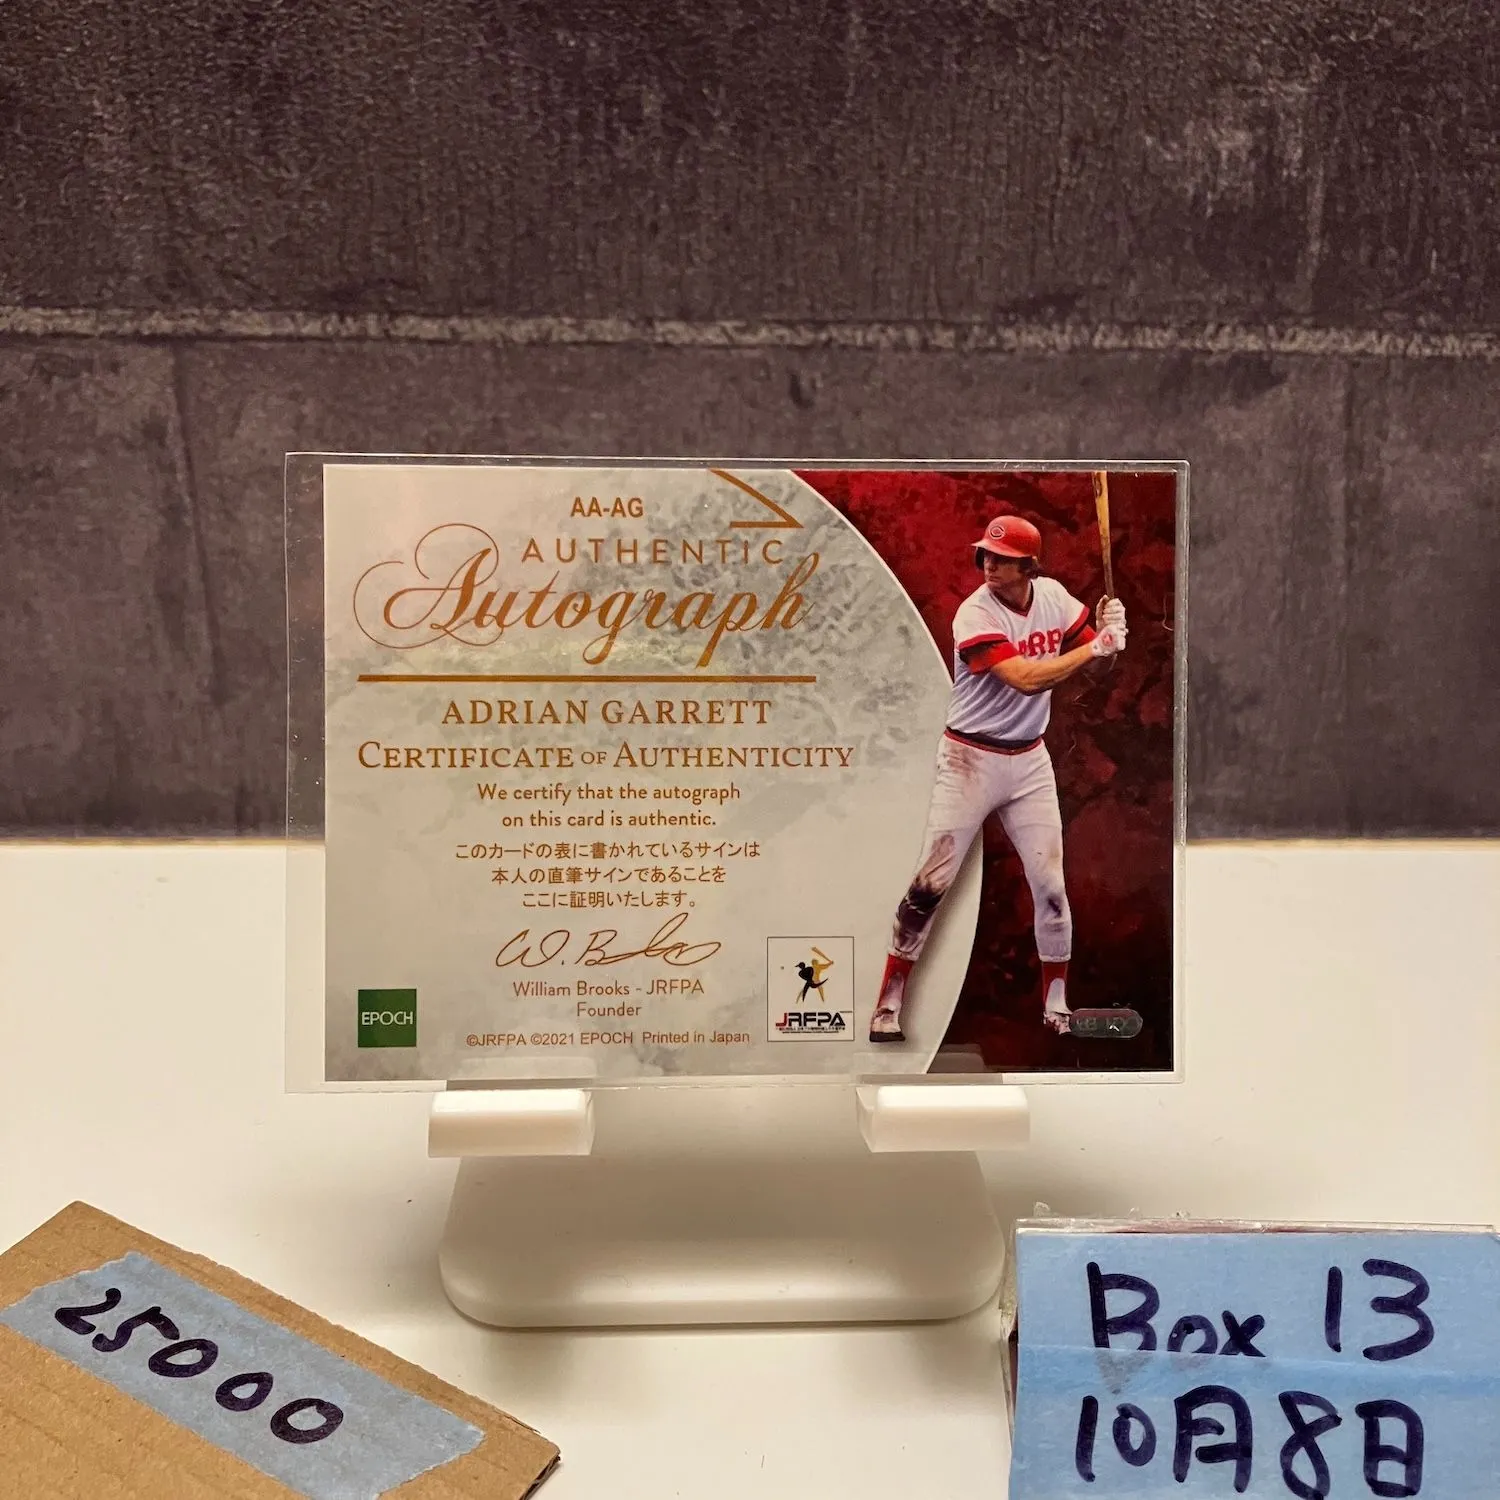 AA-AG
AUTHENTIC
Autograph
ADRIAN GARRETT
CERTIFICATE OF AUTHENTICITY
We certify that the autograph
on this card is authentic.
このカードの表に書かれているサインは
本人の直筆サインであることを
ここに証明いたします。
W. Brooks
William Brooks - JRFPA
Founder
EPOCH
©JRFPA ©2021 EPOCH Printed in Japan
JRFPA
C
25000
Box 13
10月8日